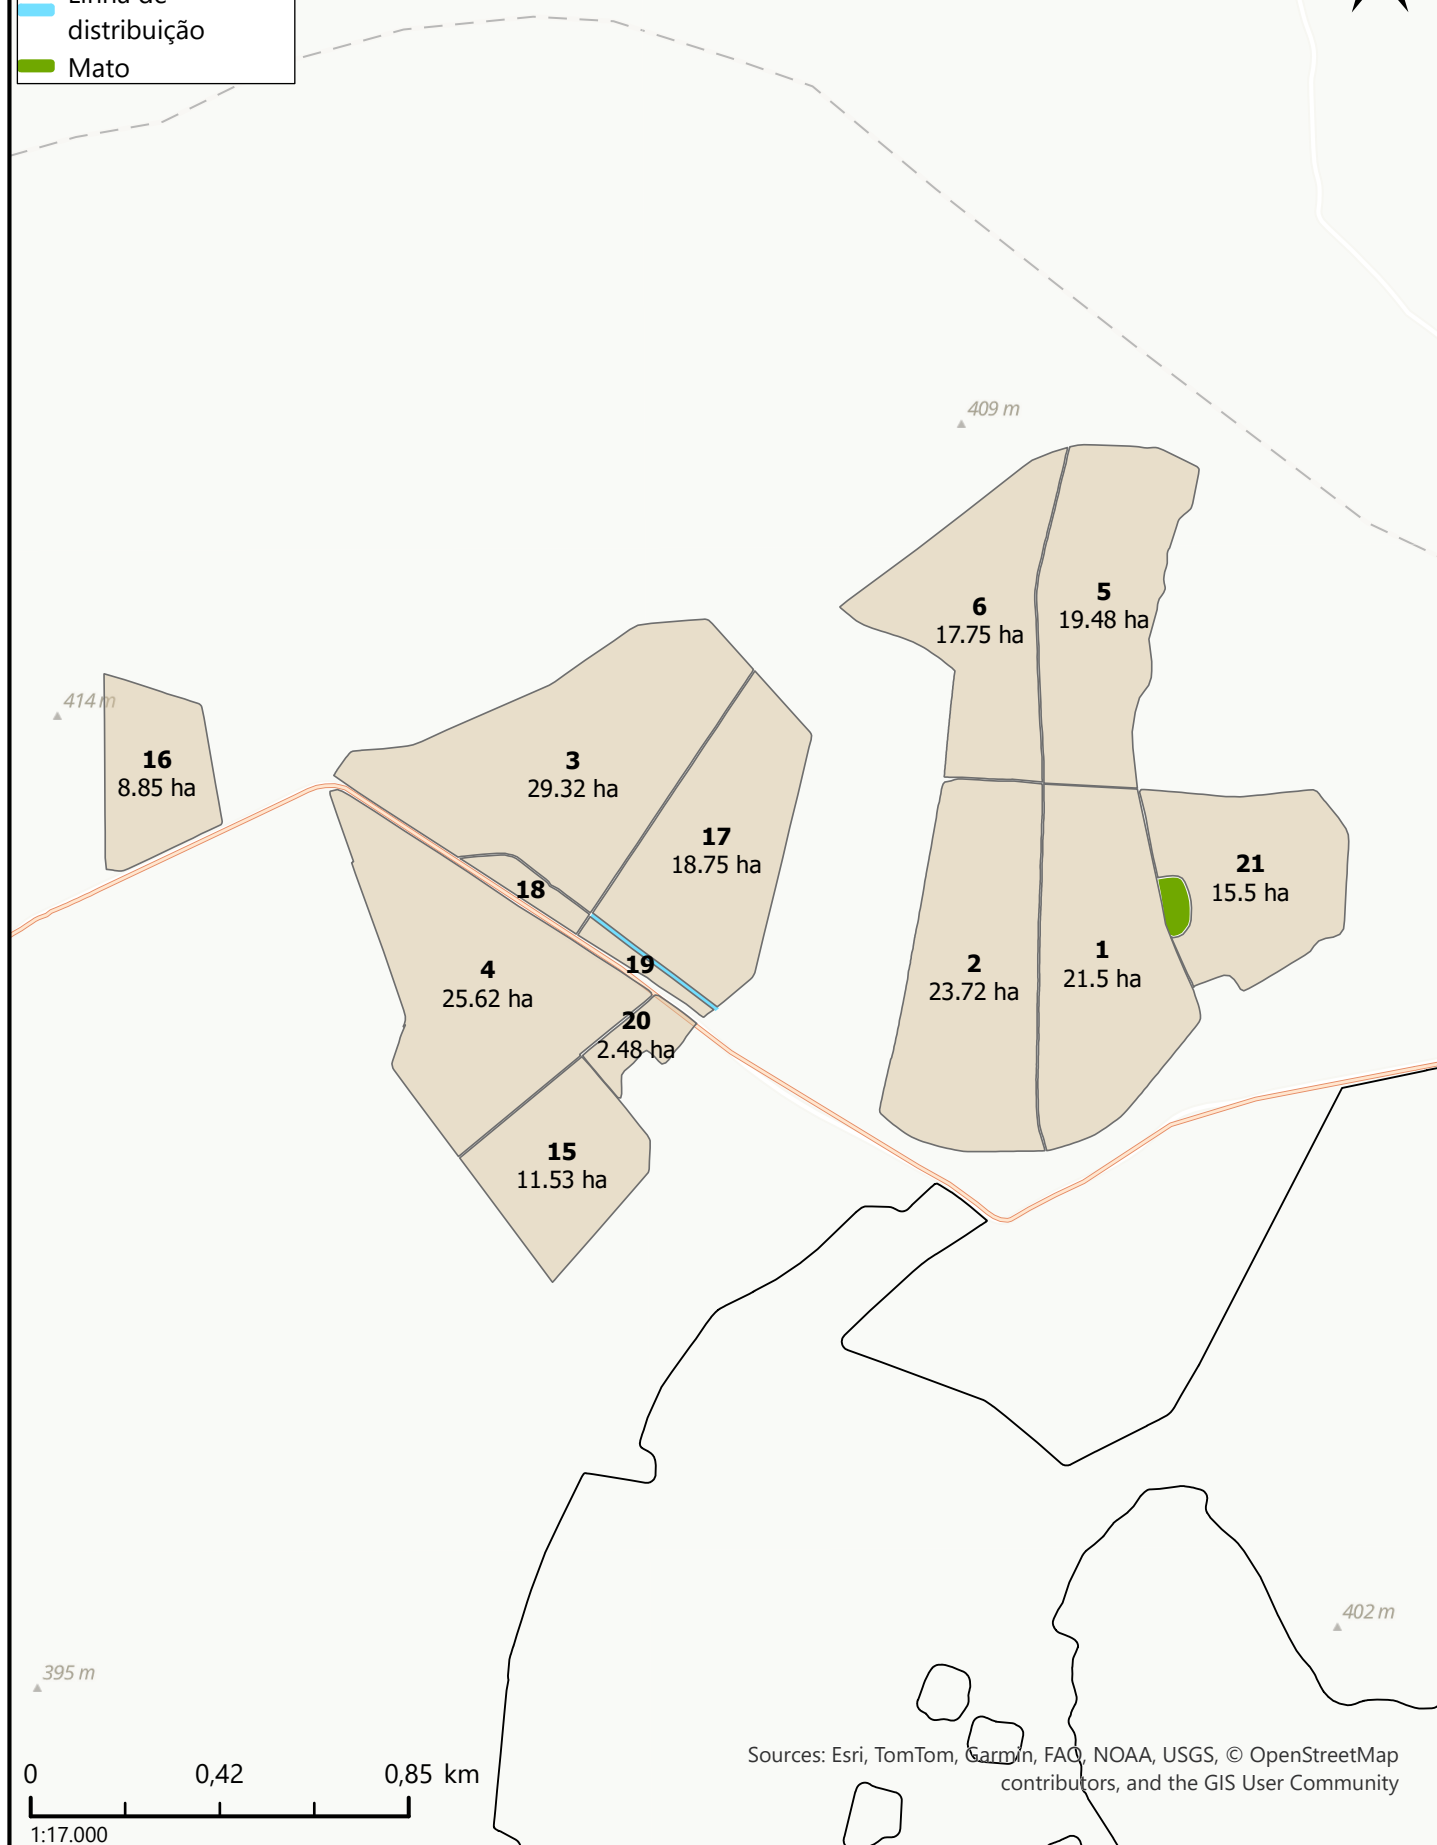 Linha de
distribuição
Mato
409 m
5
19.48 ha
6
17.75 ha
414 m
16
8.85 ha
3
29.32 ha
17
18.75 ha
21
15.5 ha
18
1
21.5 ha
2
23.72 ha
19
4
25.62 ha
20
2.48 ha
15
11.53 ha
402 m
395 m
Sources: Esri, TomTom, Garmin, FAO, NOAA, USGS, © OpenStreetMap
contributors, and the GIS User Community
0 0,42 0,85 km
1:17.000